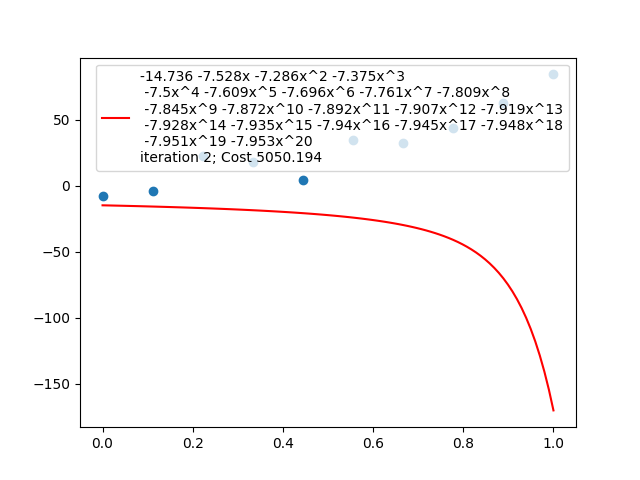 -14.736 -7.528x -7.286x^2 -7.375x^3
-7.5x^4 -7.609x^5 -7.696x^6 -7.761x^7 -7.809x^8
-7.845x^9 -7.872x^10 -7.892x^11 -7.907x^12 -7.919x^13
-7.928x^14 -7.935x^15 -7.94x^16 -7.945x^17 -7.948x^18
-7.951x^19 -7.953x^20
iteration 2; Cost 5050.194
50
0
−50
−100
−150
0.0 0.2 0.4 0.6 0.8 1.0